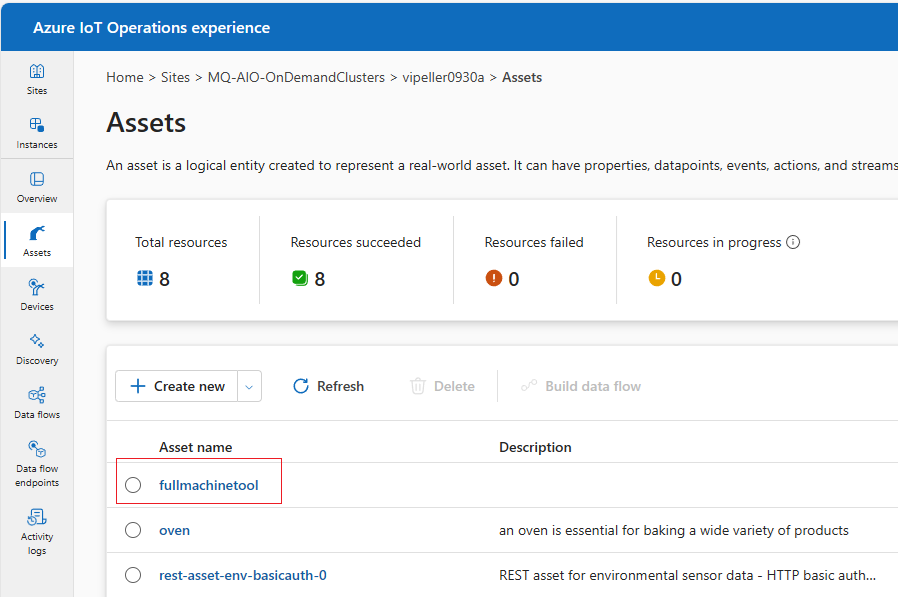 Azure IoT Operations experience
Sites
Instances
Overview
Assets
Devices
Discovery
Data flows
Data flow
endpoints
Activity
logs
Home > Sites > MQ-AIO-OnDemandClusters > vipeller0930a > Assets
Assets
An asset is a logical entity created to represent a real-world asset. It can have properties, datapoints, events, actions, and streams
Total resources
8
Resources succeeded
8
Resources failed
0
Resources in progress
0
Create new
Refresh
Delete
Build data flow
Asset name Description
fullmachinetool
oven an oven is essential for baking a wide variety of products
rest-asset-env-basicauth-0 REST asset for environmental sensor data - HTTP basic auth...